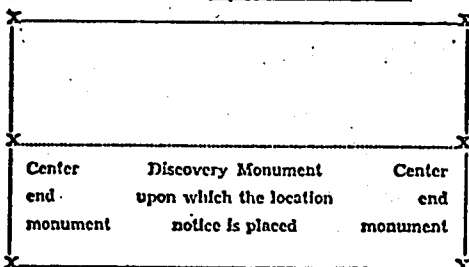 Center Discovery Monument Center
end upon which the location end
monument notice is placed monument